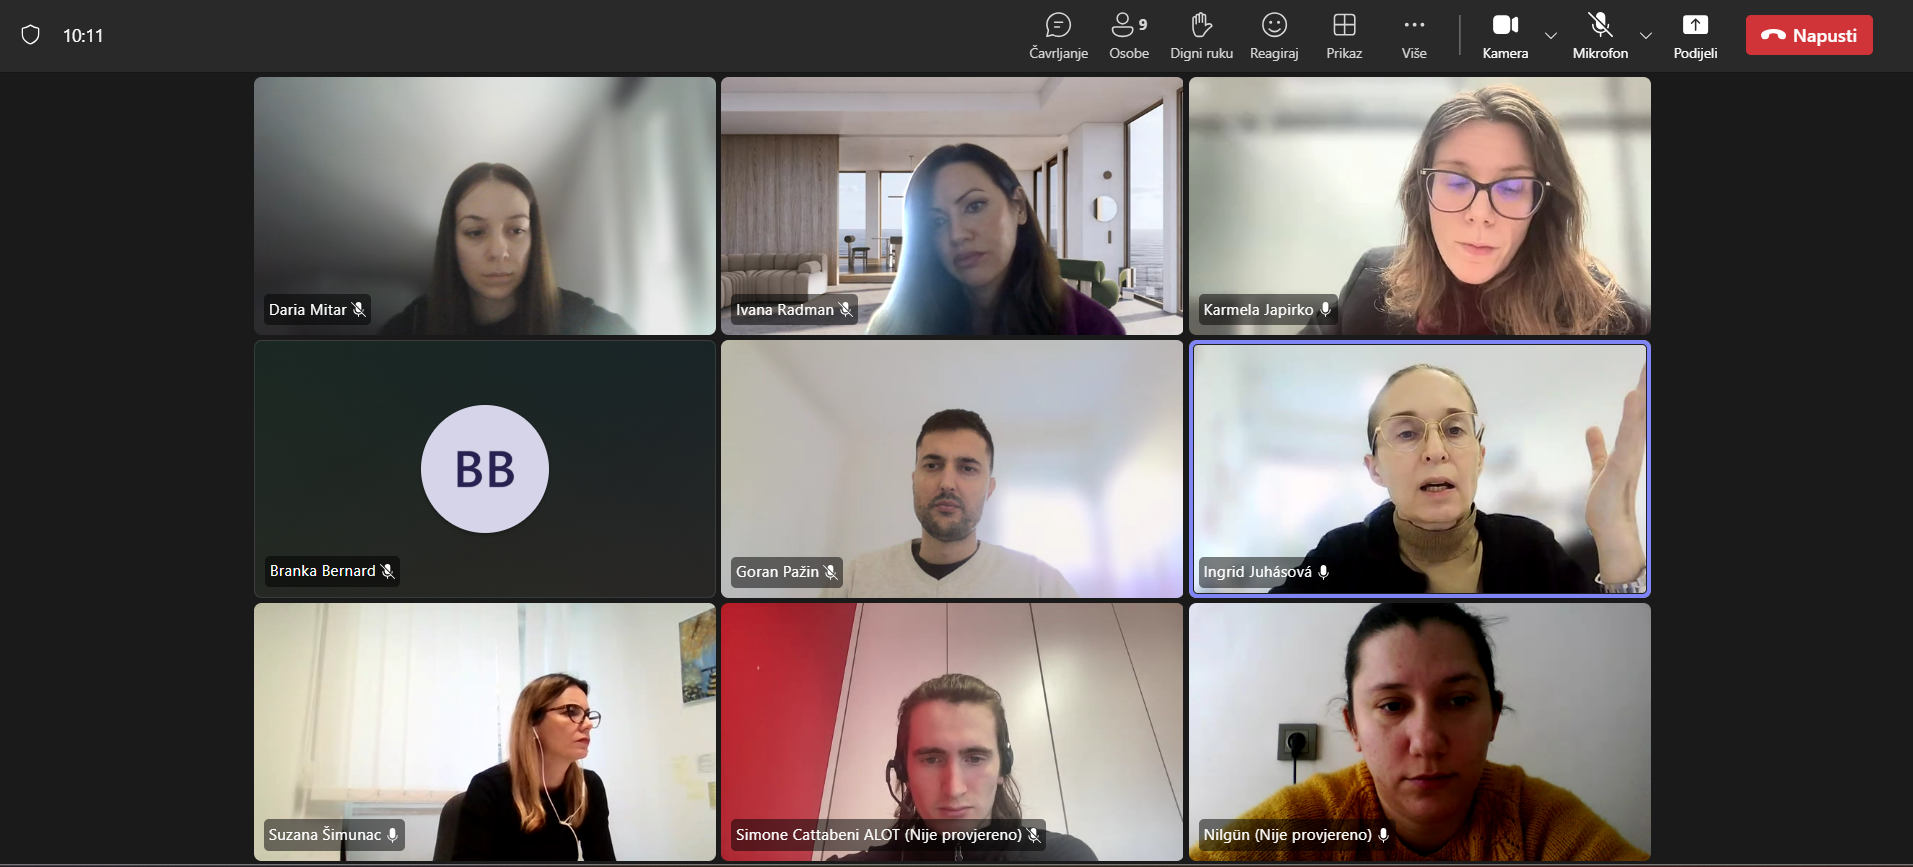 10:11
Čavrljanje
Osobe 9
Digni ruku
Reagiraj
Prikaz
Više
Kamera
Mikrofon
Podijeli
Napusti
Daria Mitar
Ivana Radman
Karmela Japirko
BB
Branka Bernard
Goran Pažin
Ingrid Juhásová
Suzana Šimunac
Simone Cattabeni ALOT (Nije provjereno)
Nilgūn (Nije provjereno)